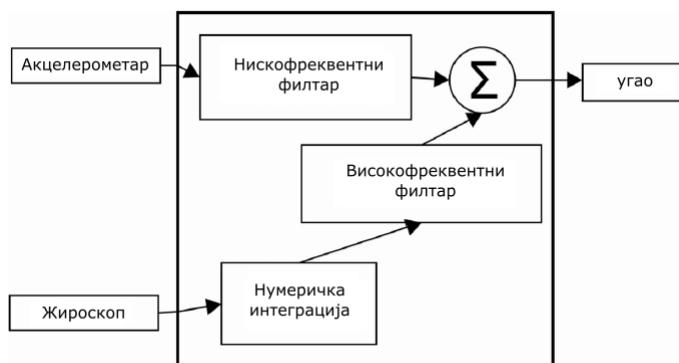 Акцелерометар
Нискофреквентни
филтар
Σ
угао
Високофреквентни
филтар
Нумеричка
интеграција
Жироскоп